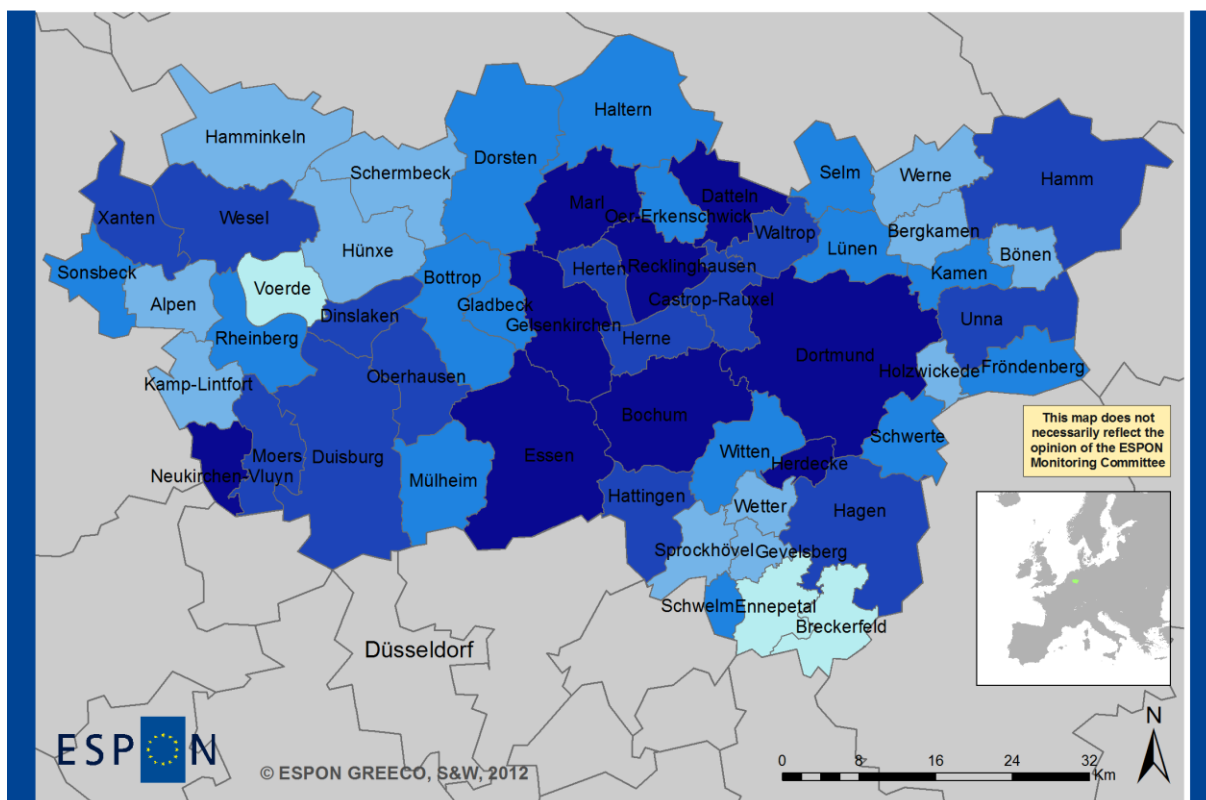 Haltern
Hamminkeln
Dorsten
Schermbeck
Selm
Werne
Hamm
Marl
Datteln
Oer-Erkenschwick
Xanten
Wesel
Waltrop
Bergkamen
Hünxe
Lünen
Bönen
Sonsbeck
Bottrop
Herten
Recklinghausen
Kamen
Voerde
Alpen
Gladbeck
Castrop-Rauxel
Dinslaken
Gelsenkirchen
Unna
Rheinberg
Herne
Dortmund
Holzwickede
Fröndenberg
Kamp-Lintfort
Oberhausen
Bochum
This map does not
necessarily reflect the
opinion of the ESPON
Monitoring Committee
Schwerte
Moers
Duisburg
Essen
Witten
Neukirchen-Vluyn
Herdecke
Mülheim
Hattingen
Wetter
Hagen
Sprockhövel
Gevelsberg
Schwelm
Ennepetal
Breckerfeld
Düsseldorf
N
ESPON
© ESPON GREECO, S&W, 2012
0 8 16 24 32
Km